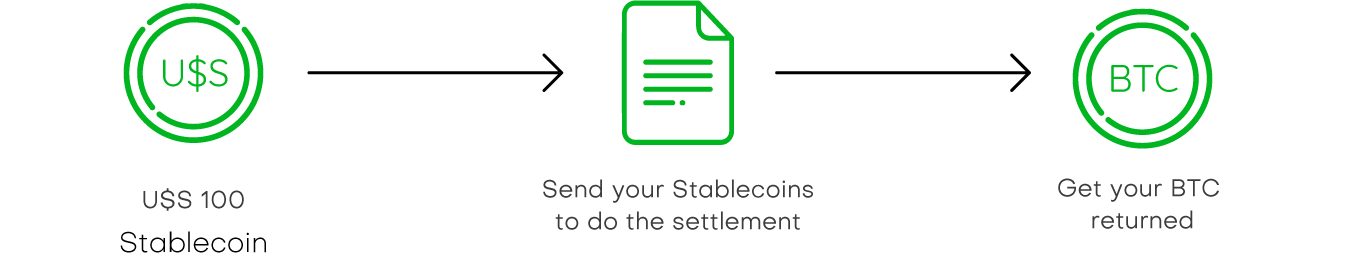 U$S
BTC
U$S 100
Stablecoin
Send your Stablecoins
to do the settlement
Get your BTC
returned